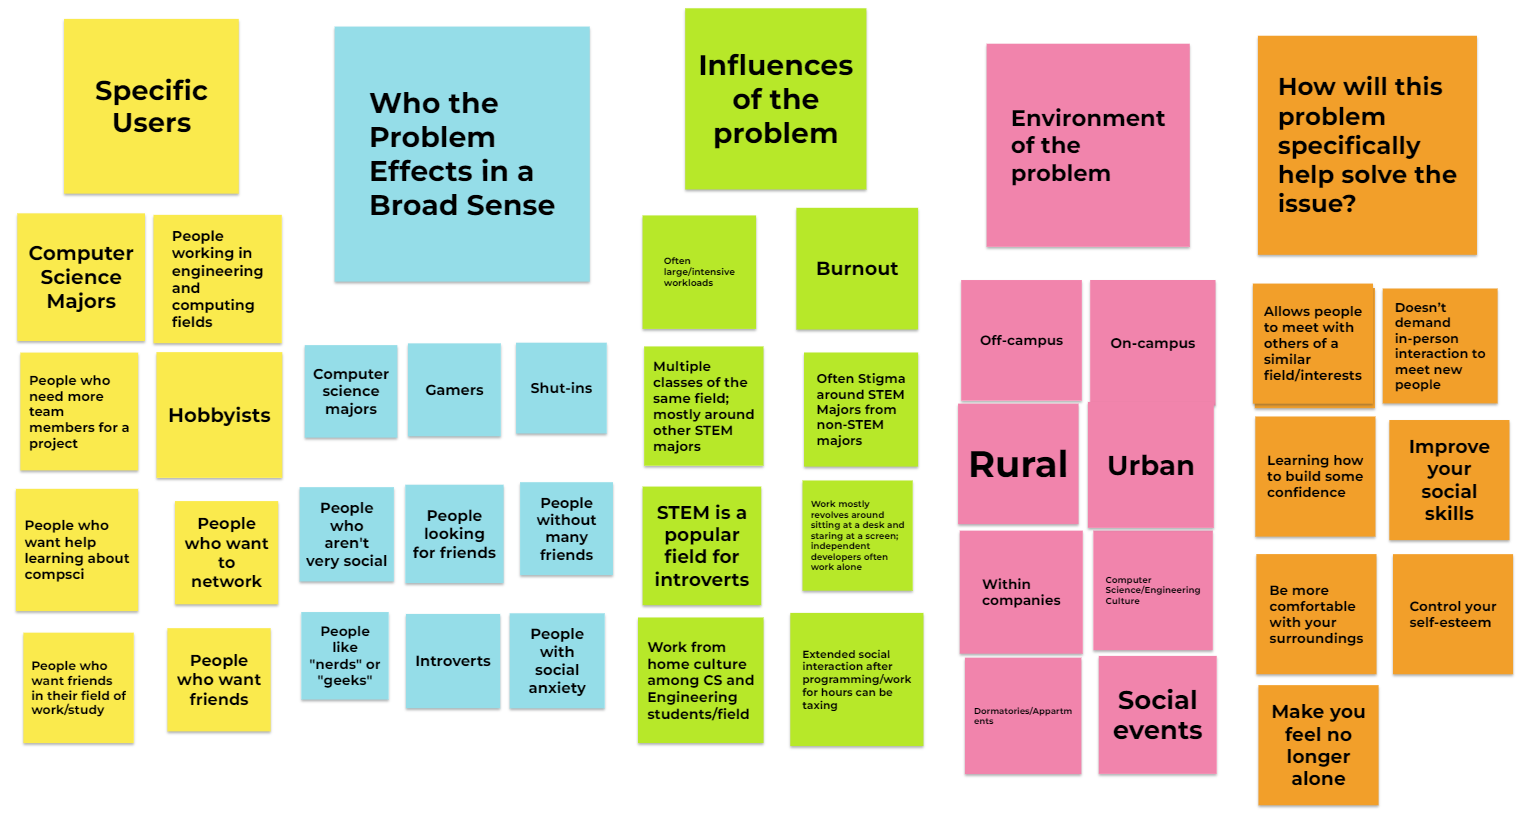 Specific
Users
Computer
Science
Majors
People
working in
engineering
and
computing
fields
People who
need more
team
members for a
project
Hobbyists
People who
want help
learning about
compsci
People
who want
to
network
People who
want friends
in their field of
work/study
People
who want
friends
Who the
Problem
Effects in a
Broad Sense
Computer
science
majors
Gamers
Shut-ins
People
who
aren't
very social
People
looking
for friends
People
without
many
friends
People
like
"nerds" or
"geeks"
Introverts
People
with
social
anxiety
Influences
of the
problem
Often
large/intensive
workloads
Burnout
Multiple
classes of the
same field;
mostly around
other STEM
majors
Often Stigma
around STEM
Majors from
non-STEM
majors
STEM is a
popular
field for
introverts
Work mostly
revolves around
sitting at a desk and
staring at a screen;
independent
developers often
work alone
Work from
home culture
among CS and
Engineering
students/field
Extended social
interaction after
programming/work
for hours can be
taxing
Environment
of the
problem
Off-campus
On-campus
Rural
Urban
Within
companies
Computer
Science/Engineering
Culture
Dormatories/Appartm
ents
Social
events
How will this
problem
specifically
help solve the
issue?
Allows people
to meet with
others of a
similar
field/interests
Doesn't
demand
in-person
interaction to
meet new
people
Learning how
to build some
confidence
Improve
your
social
skills
Be more
comfortable
with your
surroundings
Control your
self-esteem
Make you
feel no
longer
alone